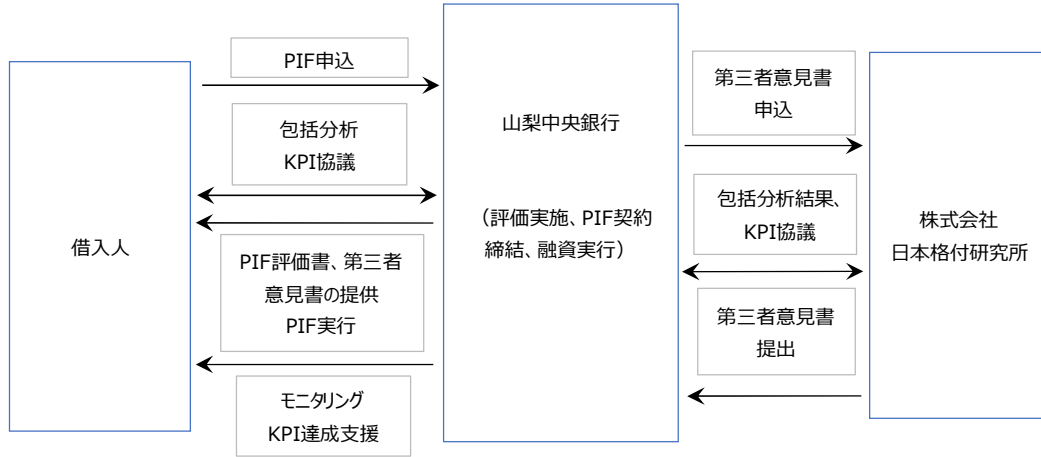 借入人
PIF申込
包括分析
KPI協議
PIF評価書、第三者
意見書の提供
PIF実行
モニタリング
KPI達成支援
山梨中央銀行
（評価実施、PIF契約
締結、融資実行）
第三者意見書
申込
包括分析結果、
KPI協議
第三者意見書
提出
株式会社
日本格付研究所